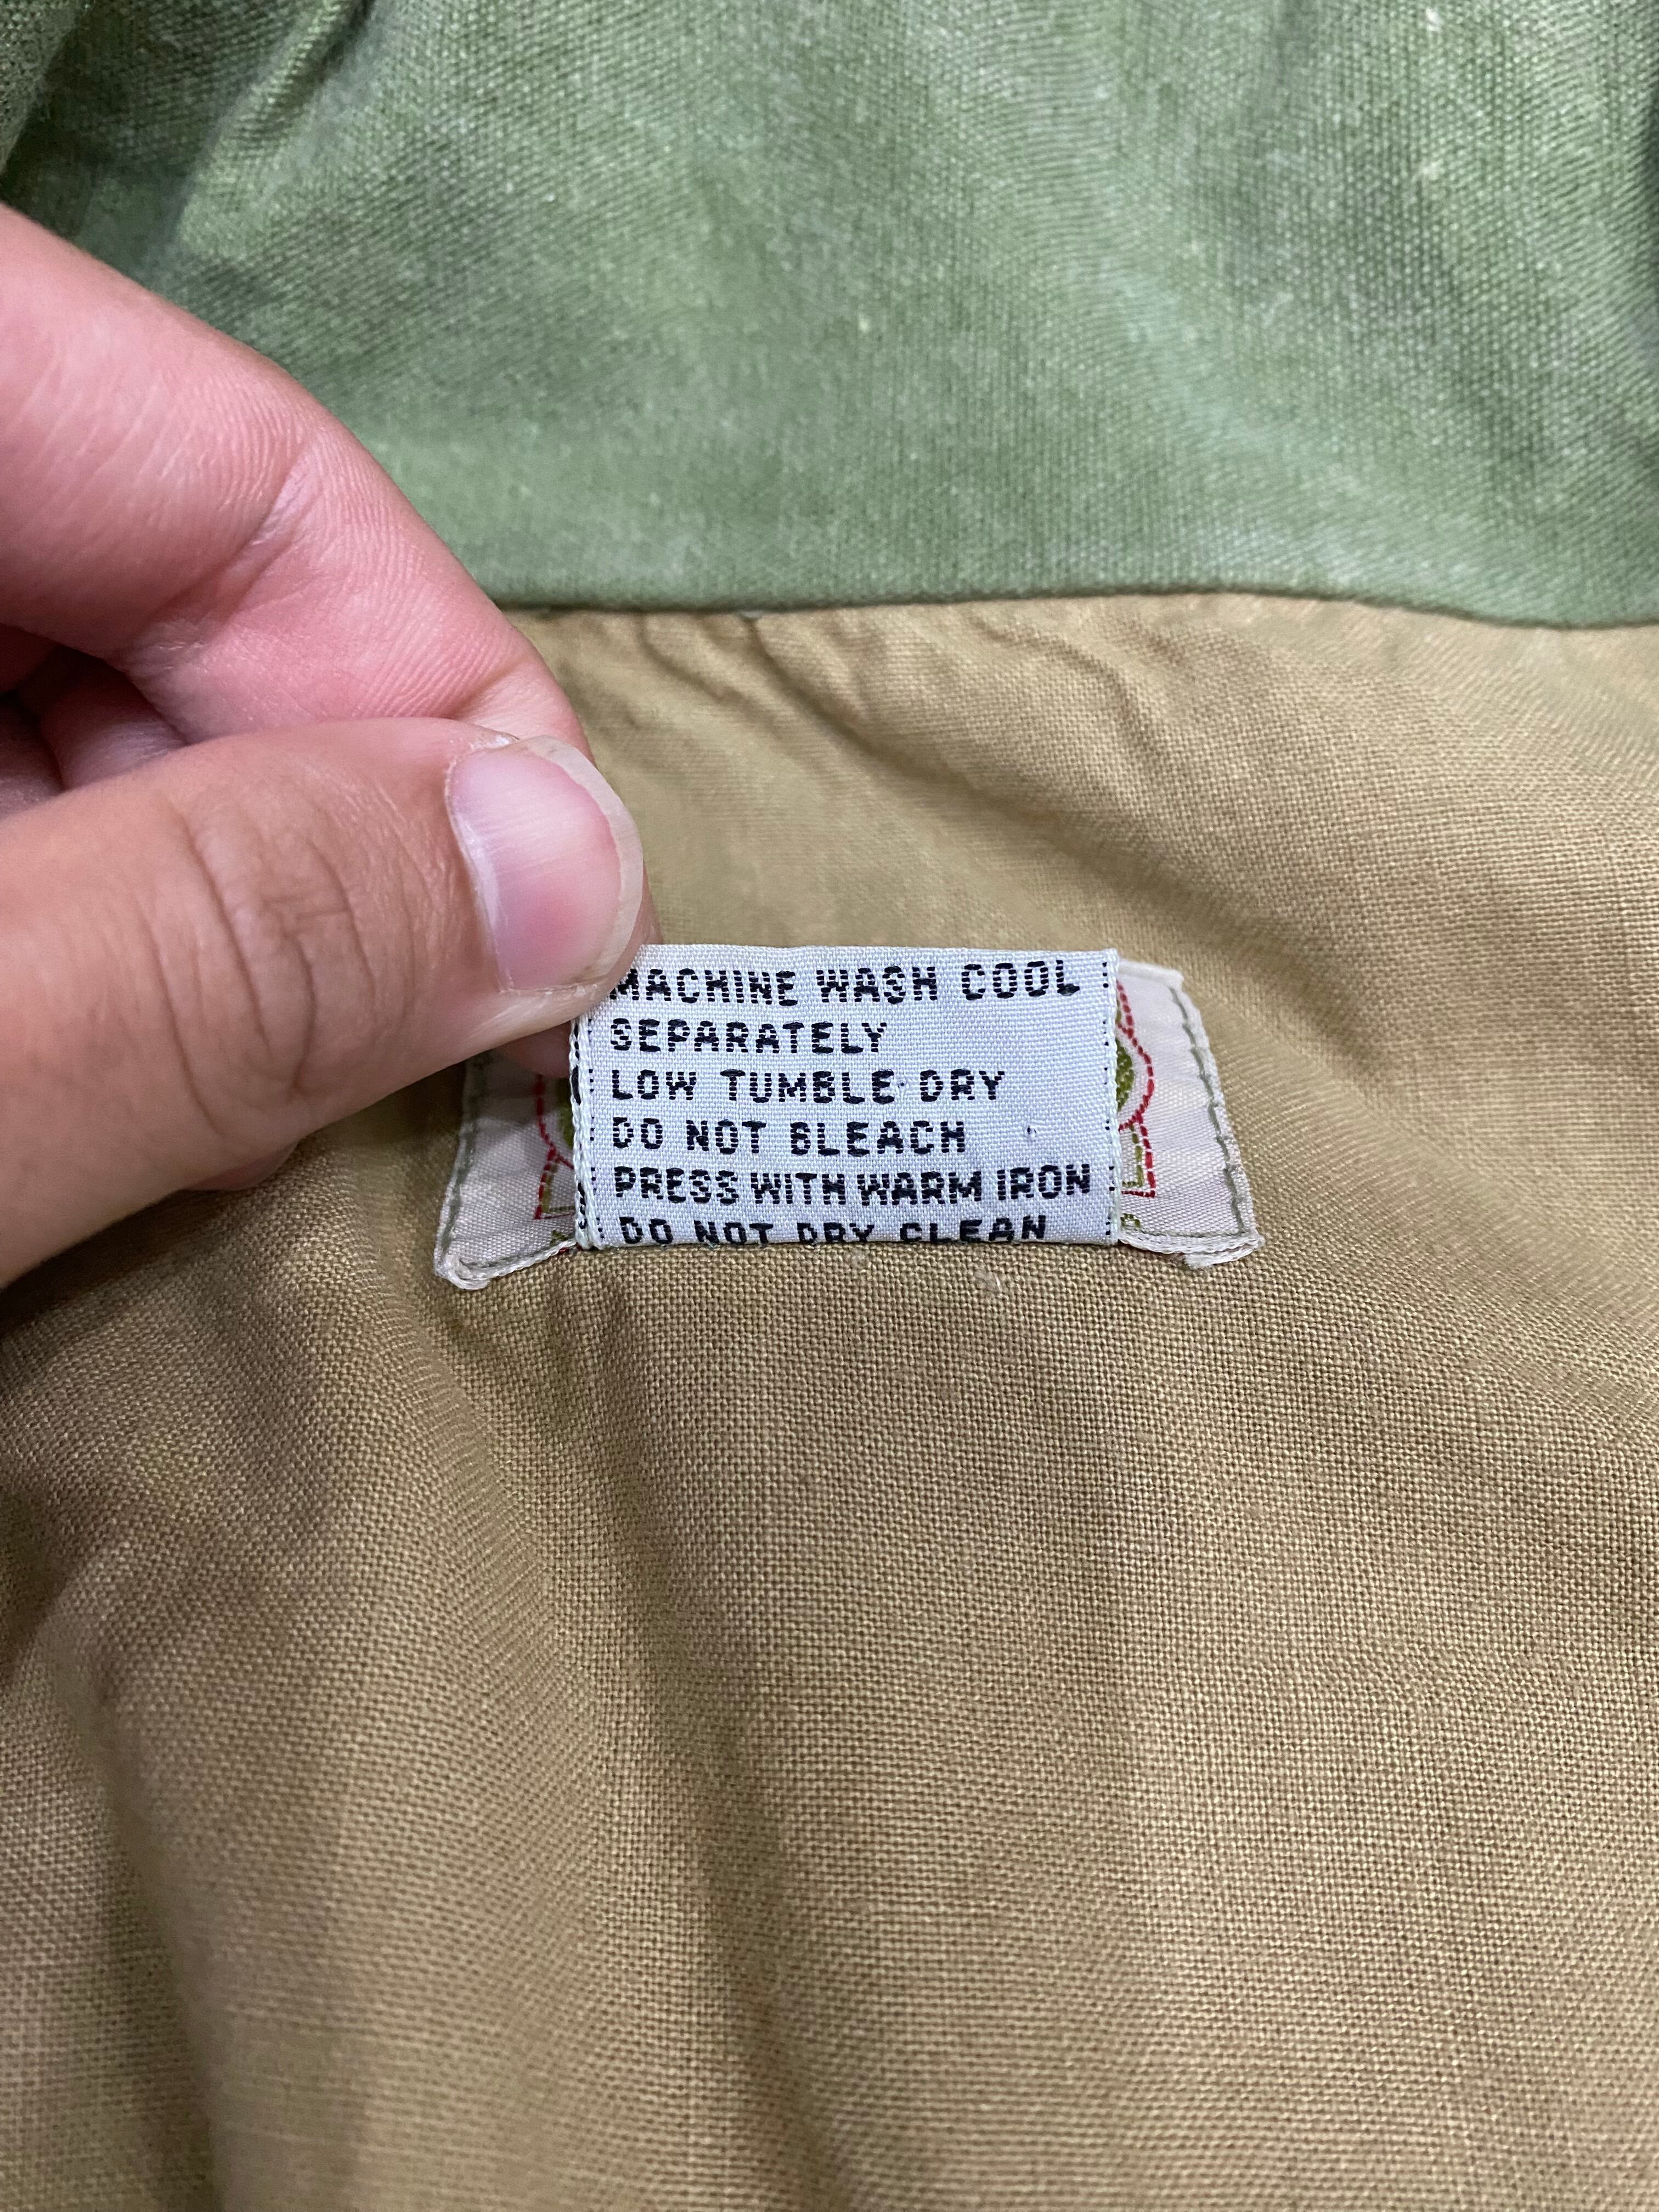 MACHINE WASH COOL
SEPARATELY
LOW TUMBLE DRY
DO NOT BLEACH
PRESS WITH WARM IRON
DO NOT DRY CLEAN